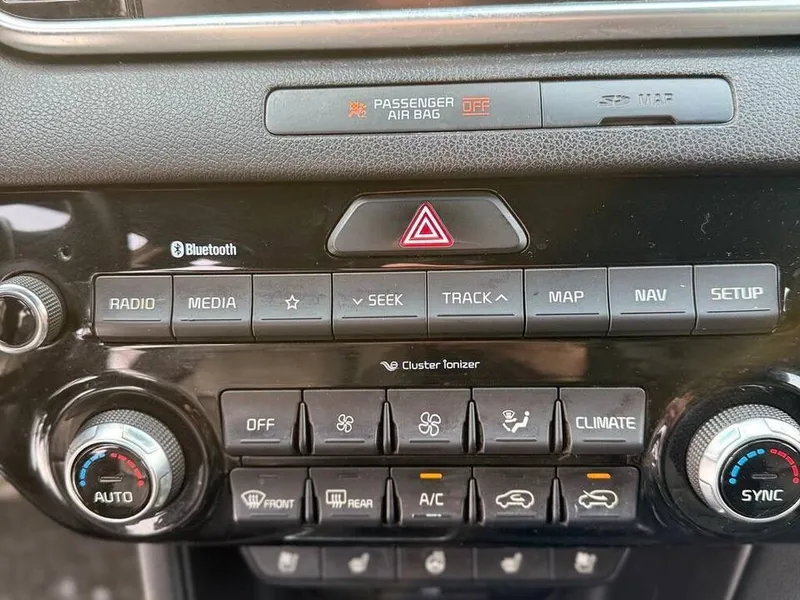 PASSENGER OFF
AIR BAG
MAP
Bluetooth
RADIO MEDIA SEEK TRACK MAP NAV SETUP
Cluster ionizer
OFF CLIMATE
FRONT REAR A/C
AUTO SYNC